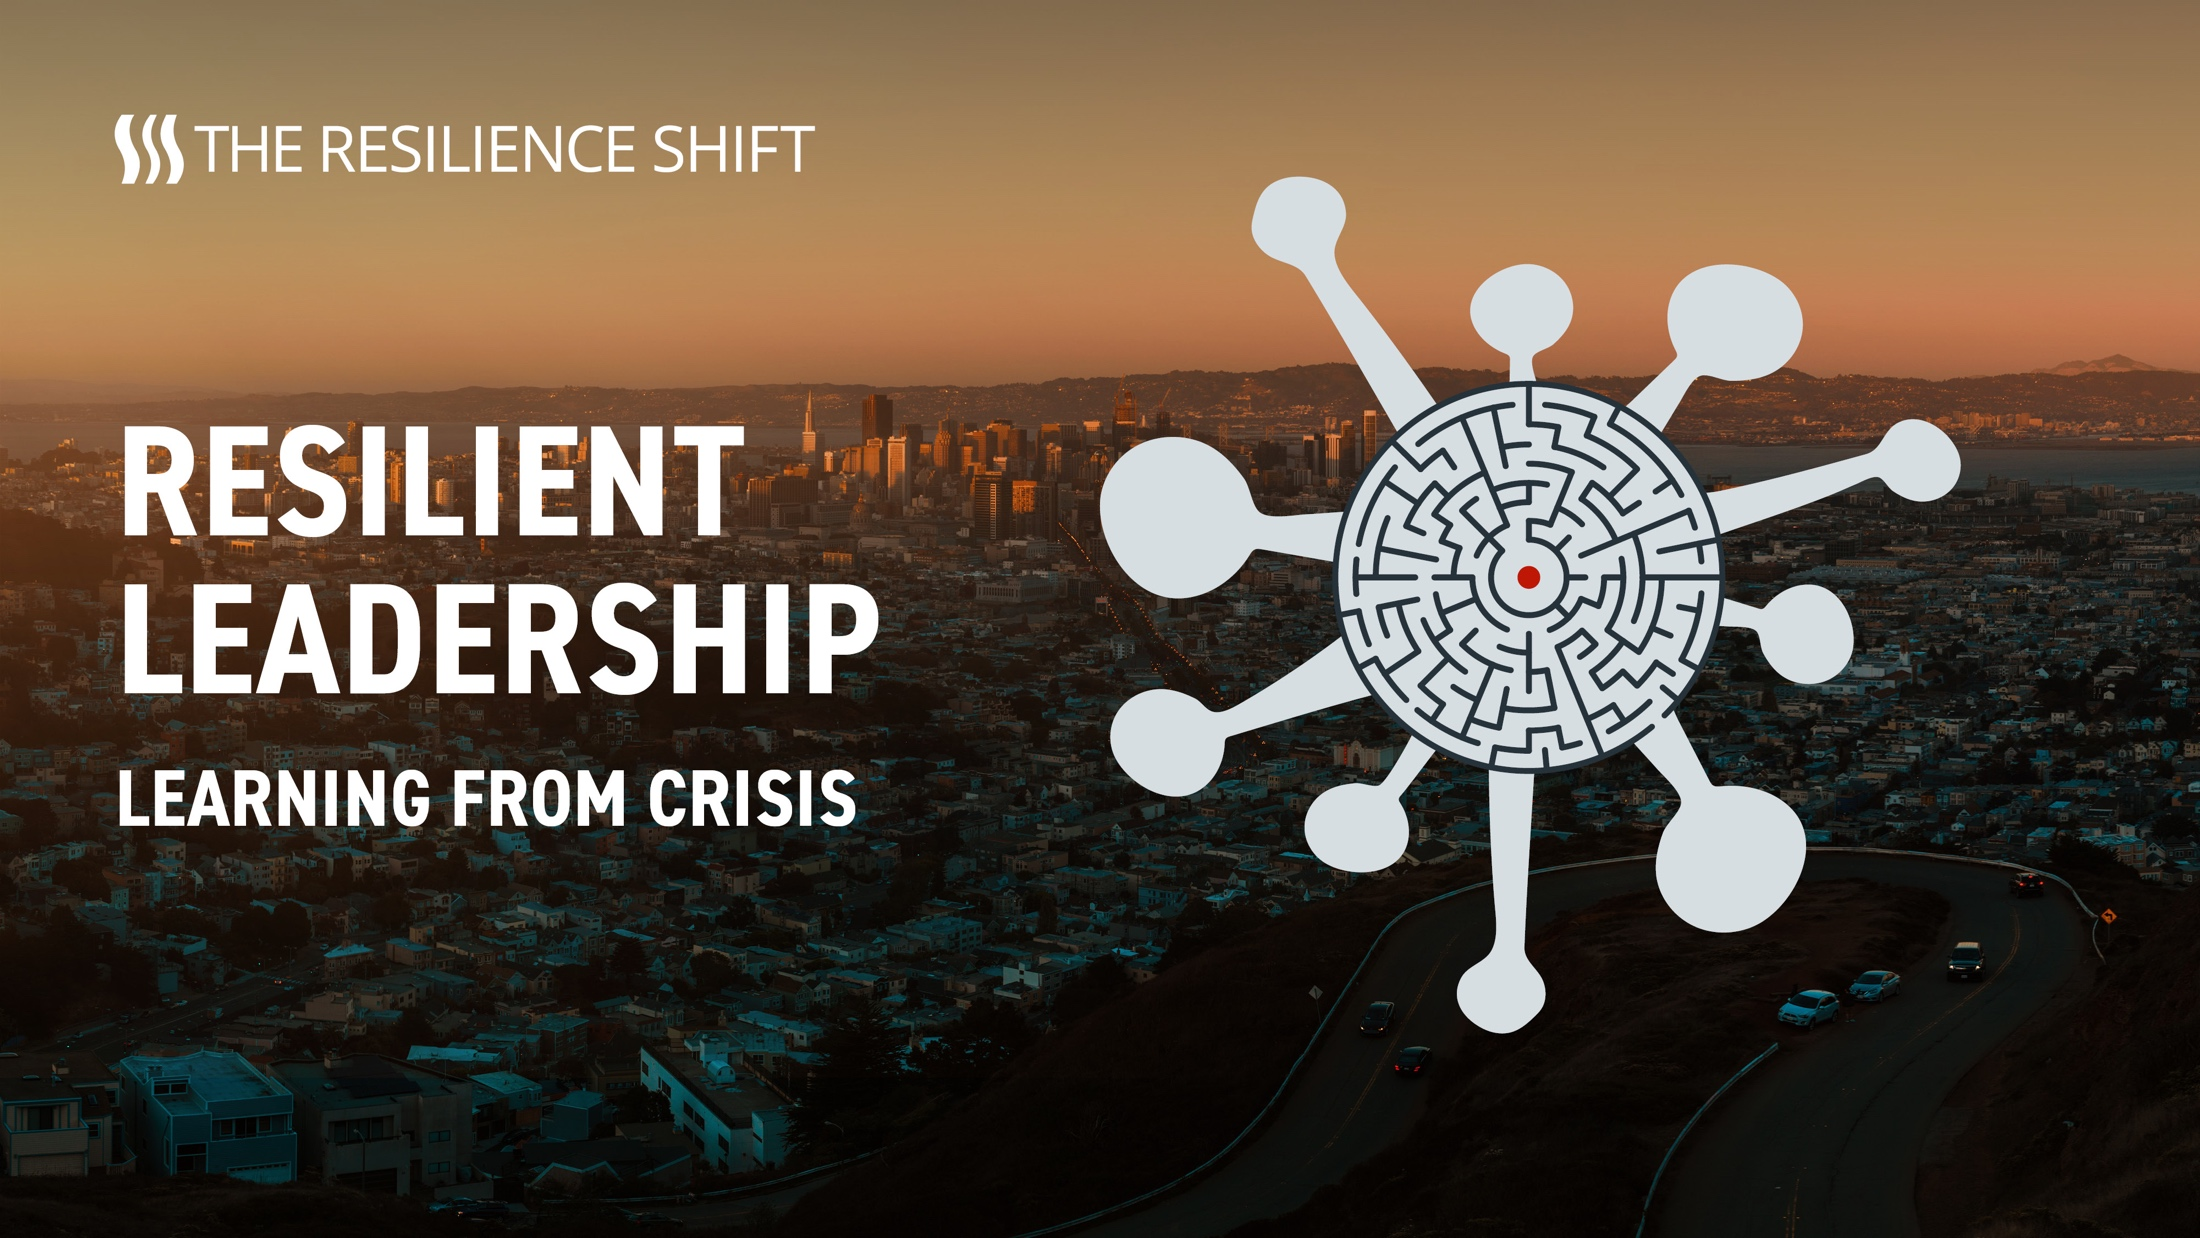 THE RESILIENCE SHIFT
RESILIENT
LEADERSHIP
LEARNING FROM CRISIS